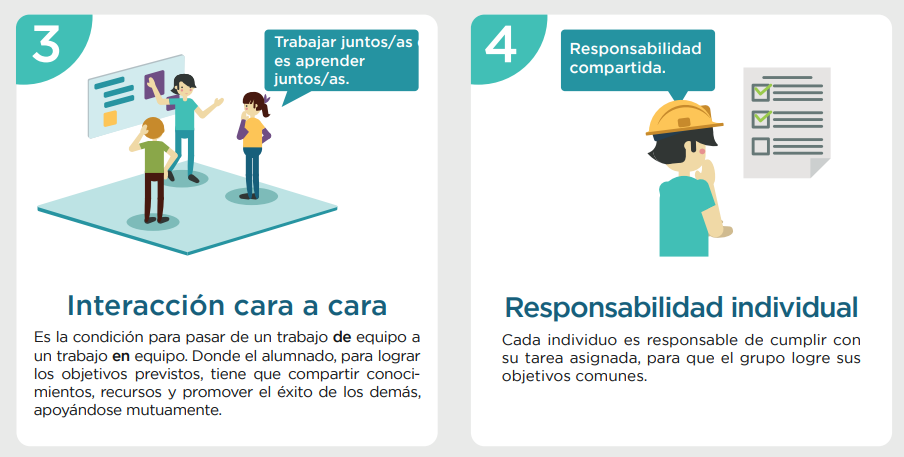 3
Trabajar juntos/as
es aprender
juntos/as.
Interacción cara a cara
Es la condición para pasar de un trabajo de equipo a
un trabajo en equipo. Donde el alumnado, para lograr
los objetivos previstos, tiene que compartir conoci-
mientos, recursos y promover el éxito de los demás,
apoyándose mutuamente.
4
Responsabilidad
compartida.
Responsabilidad individual
Cada individuo es responsable de cumplir con
su tarea asignada, para que el grupo logre sus
objetivos comunes.